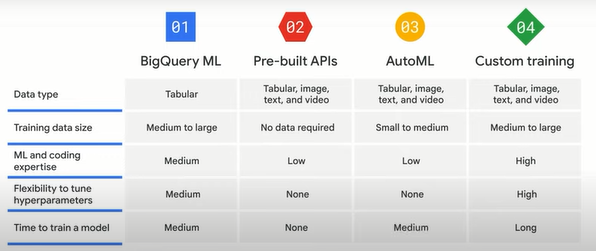 01 02 03 04
BigQuery ML Pre-built APIs AutoML Custom training
Data type Tabular Tabular, image, text, and video Tabular, image, text, and video Tabular, image, text, and video
Training data size Medium to large No data required Small to medium Medium to large
ML and coding expertise Medium Low Low High
Flexibility to tune hyperparameters Medium None None High
Time to train a model Medium None Medium Long